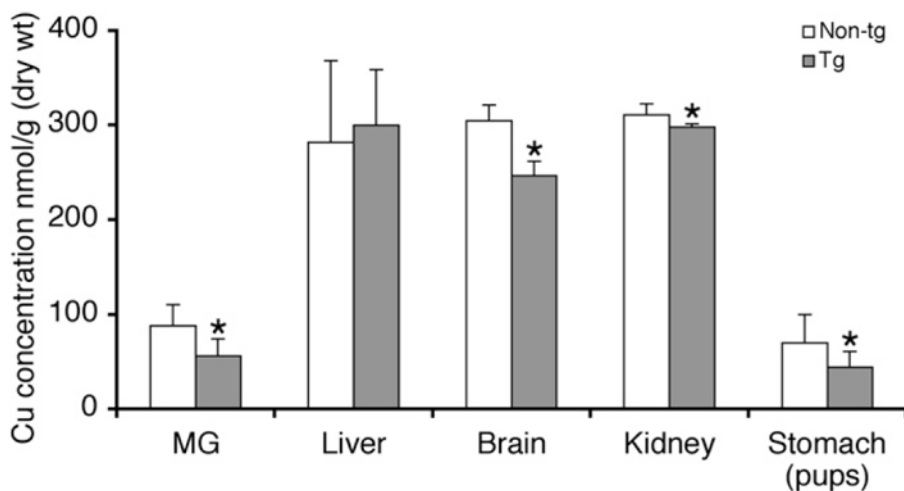 Cu concentration nmol/g (dry wt)
400
300
200
100
0
Non-tg
Tg
*
*
*
*
MG
Liver
Brain
Kidney
Stomach
(pups)